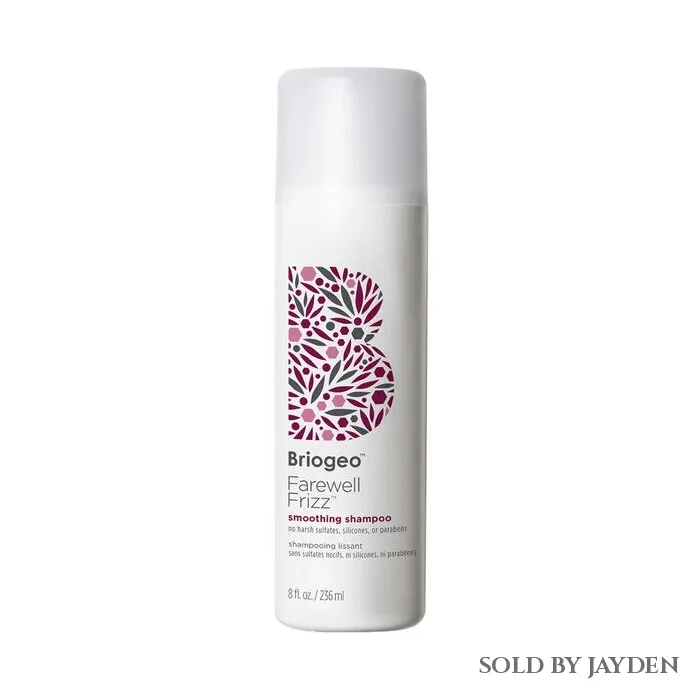 Briogeo™
Farewell
Frizz™
smoothing shampoo
no harsh sulfates, silicones, or parabens
shampooing lissant
sans sulfates nocifs, ni silicones, ni parabènes
8 fl. oz. / 236 ml
SOLD BY JAYDEN